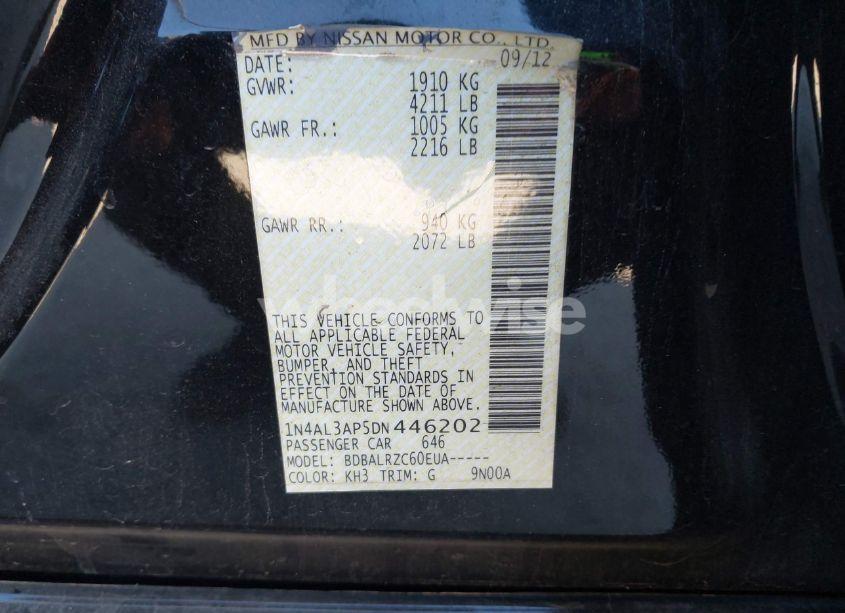 MFD BY NISSAN MOTOR CO., LTD.
DATE: 09/12
GVWR: 1910 KG
4211 LB
GAWR FR.: 1005 KG
2216 LB
GAWR RR.: 940 KG
2072 LB
wheelwise
THIS VEHICLE CONFORMS TO
ALL APPLICABLE FEDERAL
MOTOR VEHICLE SAFETY,
BUMPER, AND THEFT
PREVENTION STANDARDS IN
EFFECT ON THE DATE OF
MANUFACTURE SHOWN ABOVE.
1N4AL3AP5DN446202
PASSENGER CAR 646
MODEL: BDBALRZC60EUA-----
COLOR: KH3 TRIM: G 9N00A